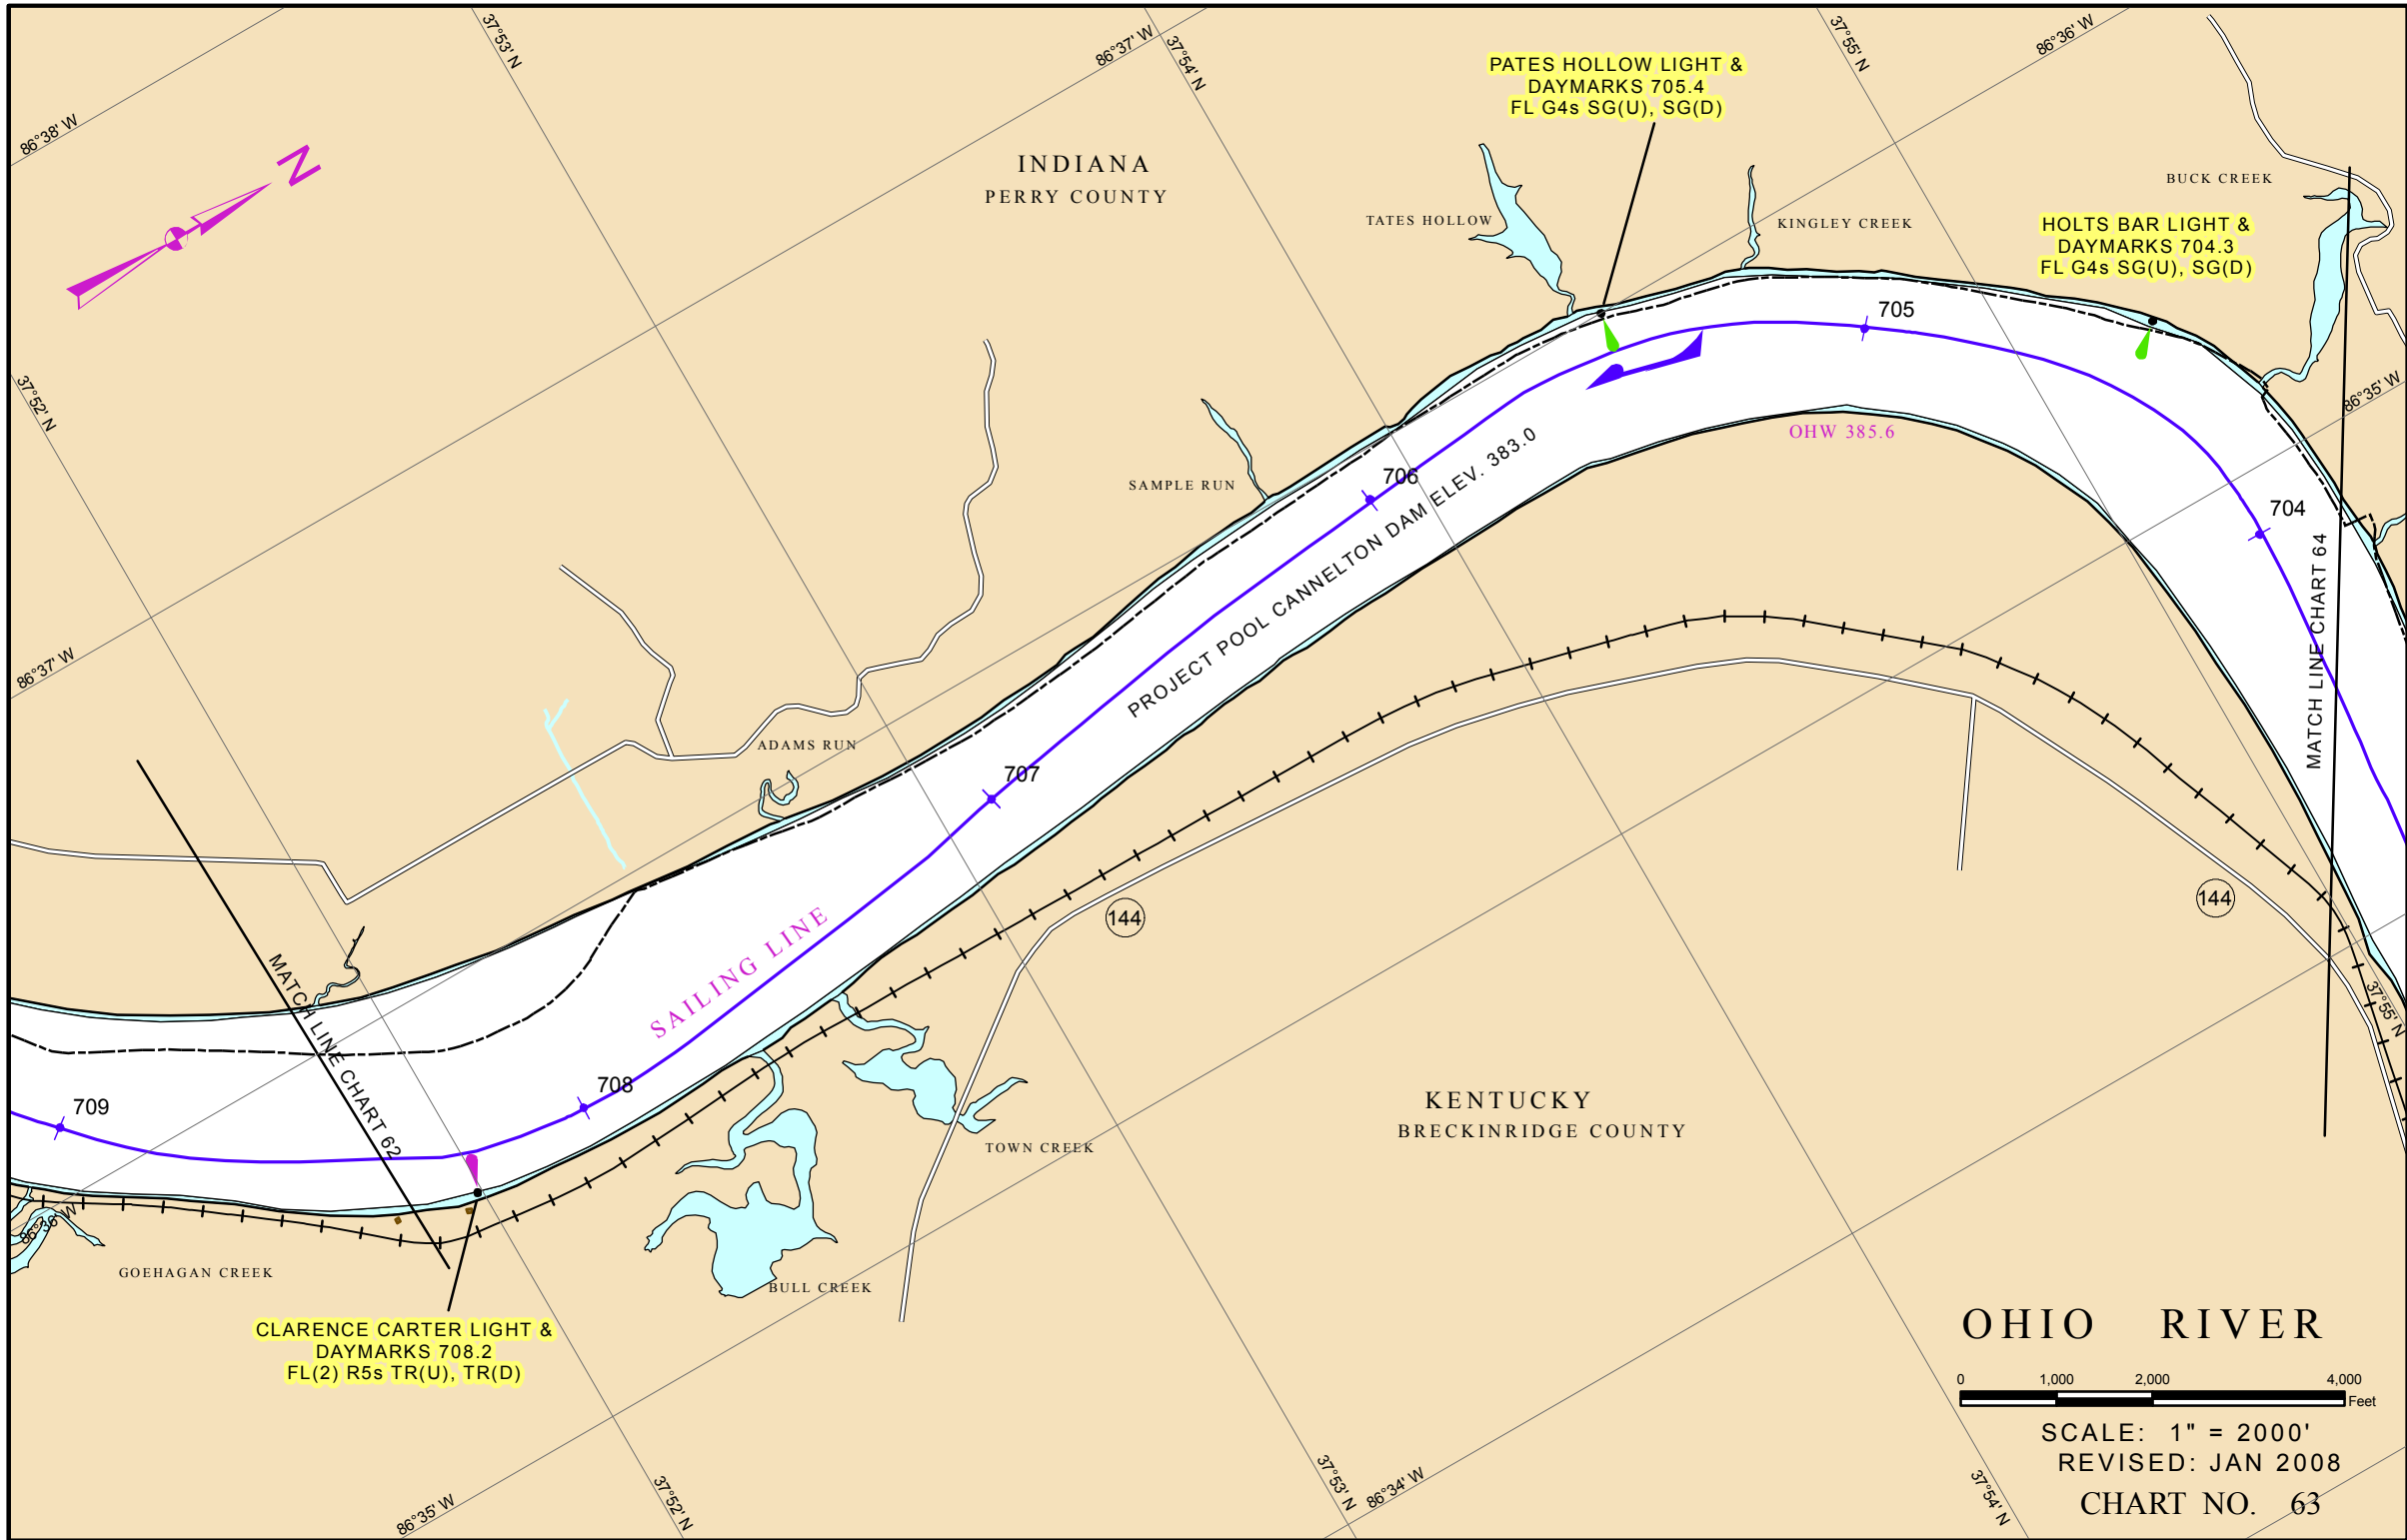 37°53' N
86°37' W
37°54' N
37°55' N
86°36' W
86°38' W
N
INDIANA
PERRY COUNTY
PATES HOLLOW LIGHT &
DAYMARKS 705.4
FL G4s SG(U), SG(D)
TATES HOLLOW
KINGLEY CREEK
BUCK CREEK
HOLTS BAR LIGHT &
DAYMARKS 704.3
FL G4s SG(U), SG(D)
705
37°52' N
86°35' W
OHW 385.6
SAMPLE RUN
706
PROJECT POOL CANNELTON DAM ELEV. 383.0
704
MATCH LINE CHART 64
86°37' W
ADAMS RUN
707
144
144
SAILING LINE
MATCH LINE CHART 62
37°55' N
709
708
KENTUCKY
BRECKINRIDGE COUNTY
TOWN CREEK
86°36' W
GOEHAGAN CREEK
BULL CREEK
CLARENCE CARTER LIGHT &
DAYMARKS 708.2
FL(2) R5s TR(U), TR(D)
86°35' W
37°52' N
37°53' N
86°34' W
37°54' N
OHIO RIVER
0 1,000 2,000 4,000
Feet
SCALE: 1" = 2000'
REVISED: JAN 2008
CHART NO. 63